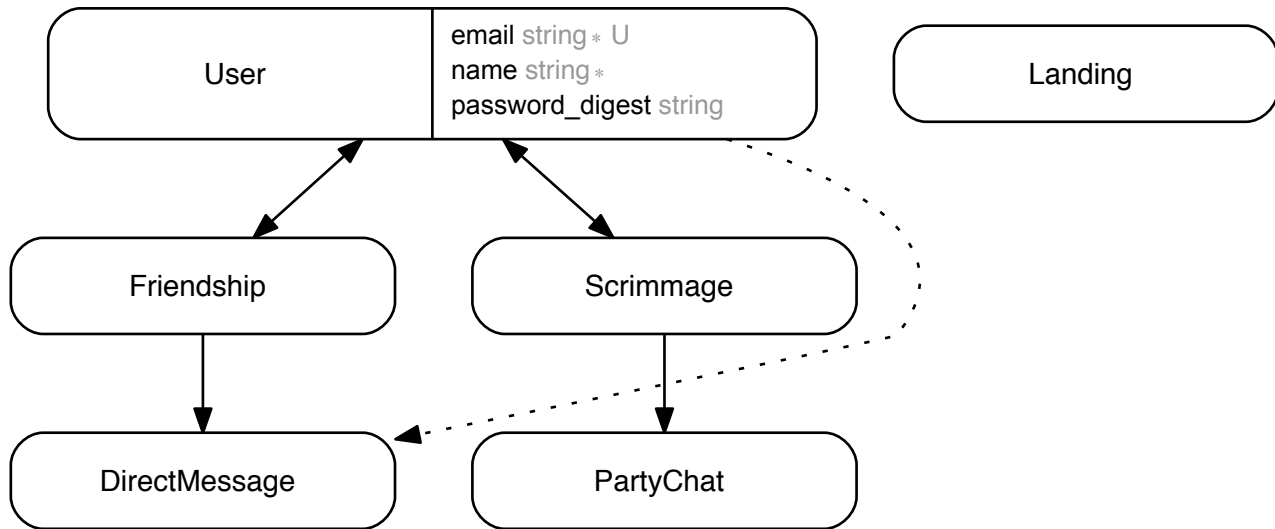 User
email string ∗ U
name string ∗
password_digest string
Landing
Friendship
Scrimmage
DirectMessage
PartyChat